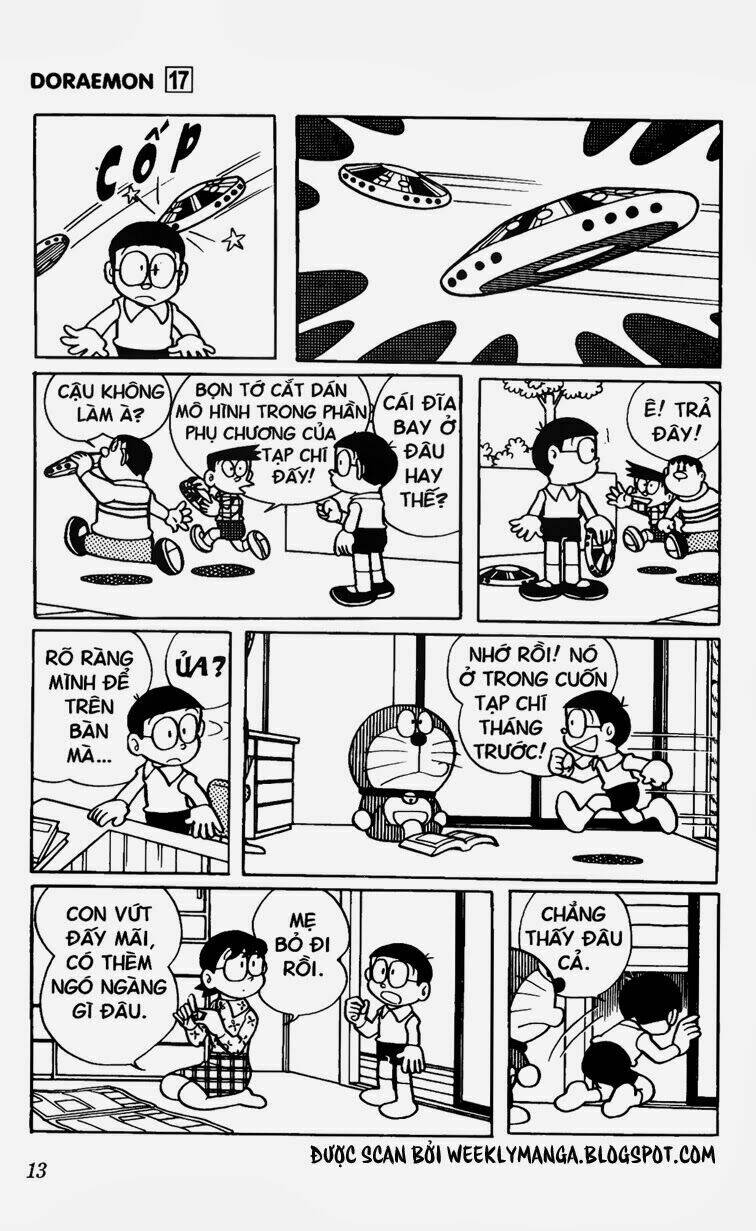 DORAEMON 17
CỐP
Ê! TRẢ
ĐÂY!
CÁI ĐĨA
BAY Ở
ĐÂU
HAY
THẾ?
BỌN TỚ CẮT DÁN
MÔ HÌNH TRONG PHẦN
PHỤ CHƯƠNG CỦA
TẠP CHÍ
ĐẤY!
CẬU KHÔNG
LÀM À?
NHỚ RỒI! NÓ
Ở TRONG CUỐN
TẠP CHÍ
THÁNG
TRƯỚC!
ỦA?
RÕ RÀNG
MÌNH ĐỂ
TRÊN
BÀN
MÀ...
CHẲNG
THẤY ĐÂU
CẢ.
MẸ
BỎ ĐI
RỒI.
CON VỨT
ĐẤY MÃI,
CÓ THÈM
NGÓ NGÀNG
GÌ ĐÂU.
ĐƯỢC SCAN BỞI WEEKLYMANGA.BLOGSPOT.COM
13